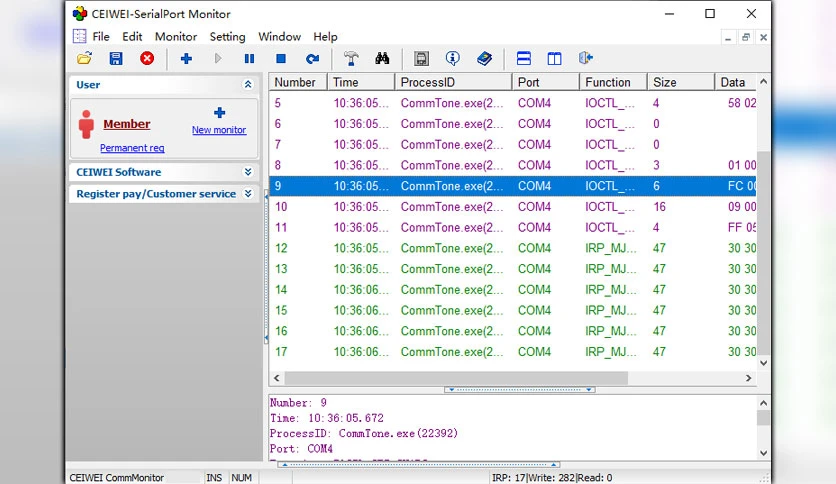 CEIWEI-SerialPort Monitor
File Edit Monitor Setting Window Help
User
Member
New monitor
Permanent req
CEIWEI Software
Register pay/Customer service
Number Time ProcessID Port Function Size Data
5 10:36:05... CommTone.exe(2... COM4 IOCTL_... 4 58 02
6 10:36:05... CommTone.exe(2... COM4 IOCTL_... 0
7 10:36:05... CommTone.exe(2... COM4 IOCTL_... 0
8 10:36:05... CommTone.exe(2... COM4 IOCTL_... 3 01 00
9 10:36:05... CommTone.exe(2... COM4 IOCTL_... 6 FC 00
10 10:36:05... CommTone.exe(2... COM4 IOCTL_... 16 09 00
11 10:36:05... CommTone.exe(2... COM4 IOCTL_... 4 FF 05
12 10:36:05... CommTone.exe(2... COM4 IRP_MJ... 47 30 30
13 10:36:05... CommTone.exe(2... COM4 IRP_MJ... 47 30 30
14 10:36:06... CommTone.exe(2... COM4 IRP_MJ... 47 30 30
15 10:36:06... CommTone.exe(2... COM4 IRP_MJ... 47 30 30
16 10:36:06... CommTone.exe(2... COM4 IRP_MJ... 47 30 30
17 10:36:06... CommTone.exe(2... COM4 IRP_MJ... 47 30 30
Number: 9
Time: 10:36:05.672
ProcessID: CommTone.exe(22392)
Port: COM4
CEIWEI CommMonitor INS NUM IRP: 17|Write: 282|Read: 0